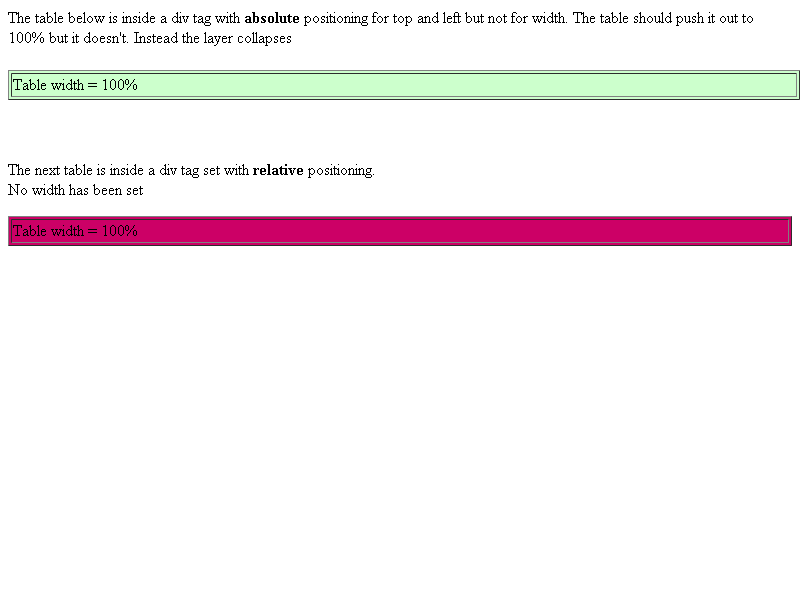 The table below is inside a div tag with absolute positioning for top and left but not for width. The table should push it out to
100% but it doesn't. Instead the layer collapses
Table width = 100%
The next table is inside a div tag set with relative positioning.
No width has been set
Table width = 100%